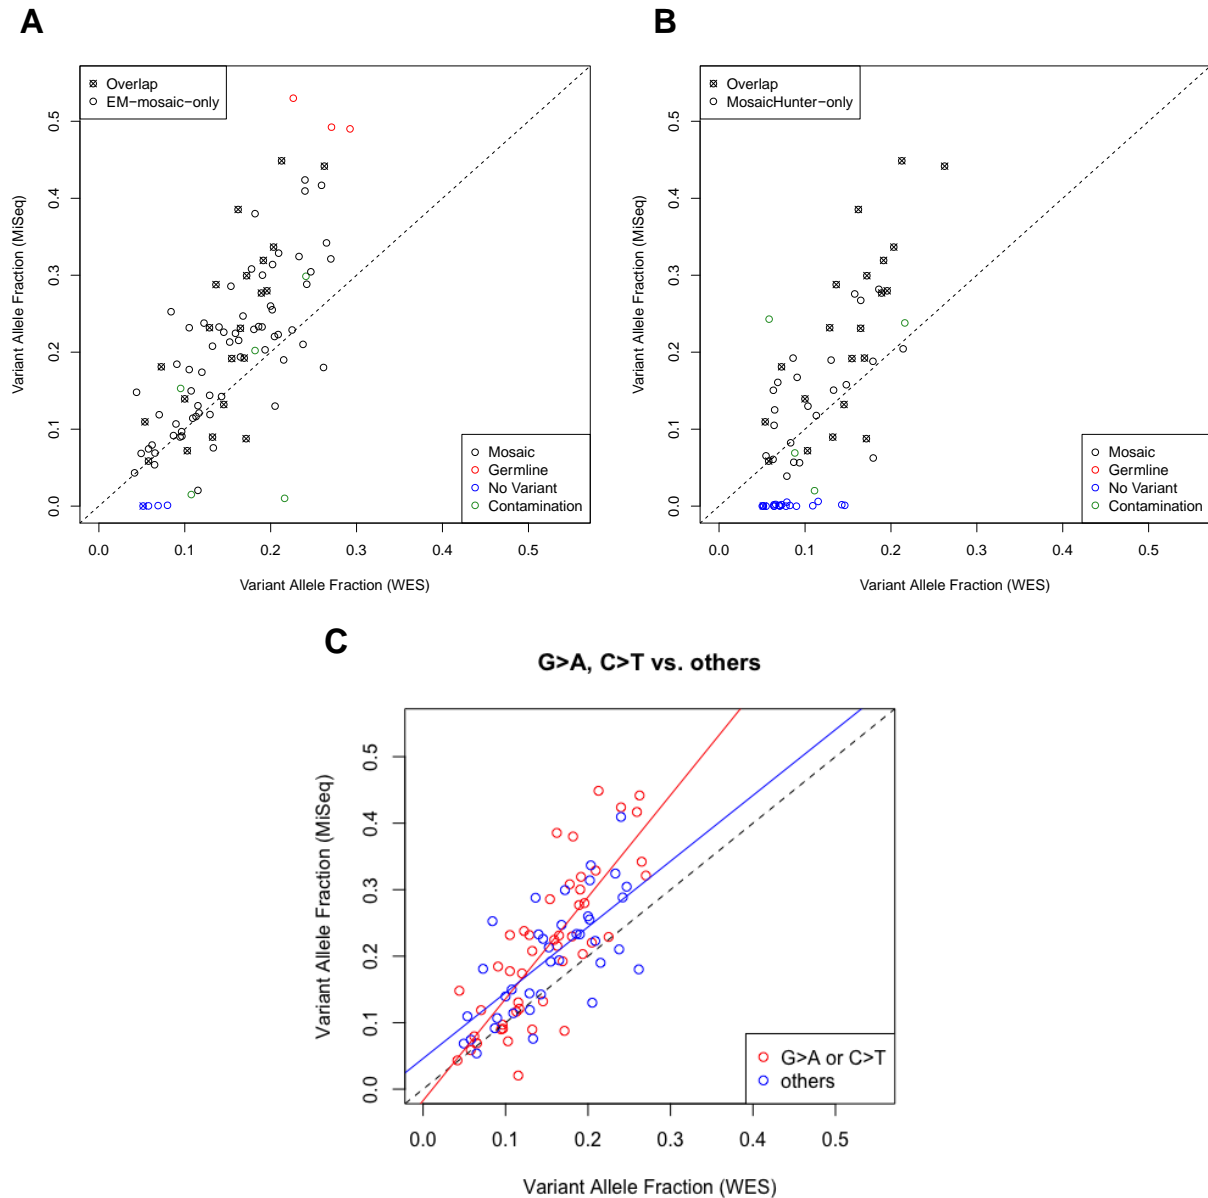 A
Overlap
EM-mosaic-only
Variant Allele Fraction (MiSeq)
0.5
0.4
0.3
0.2
0.1
0.0
Mosaic
Germline
No Variant
Contamination
0.0 0.1 0.2 0.3 0.4 0.5
Variant Allele Fraction (WES)
B
Overlap
MosaicHunter-only
Variant Allele Fraction (MiSeq)
0.5
0.4
0.3
0.2
0.1
0.0
Mosaic
Germline
No Variant
Contamination
0.0 0.1 0.2 0.3 0.4 0.5
Variant Allele Fraction (WES)
C
G>A, C>T vs. others
Variant Allele Fraction (MiSeq)
0.5
0.4
0.3
0.2
0.1
0.0
G>A or C>T
others
0.0 0.1 0.2 0.3 0.4 0.5
Variant Allele Fraction (WES)